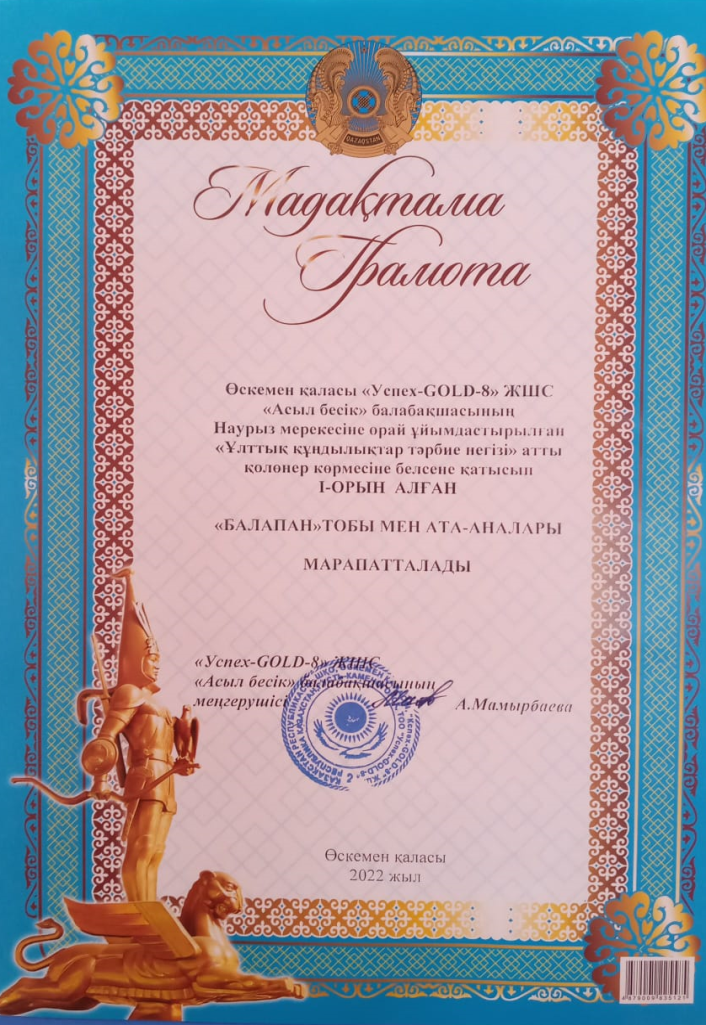 QAZAQSTAN
Мадақтама
Грамота
Өскемен қаласы «Успех-GOLD-8» ЖШС
«Асыл бесік» балабақшасының
Наурыз мерекесіне орай ұйымдастырылған
«Ұлттық құндылықтар тәрбие негізі» атты
қолөнер көрмесіне белсене қатысып
І-ОРЫН АЛҒАН
«БАЛАПАН»ТОБЫ МЕН АТА-АНАЛАРЫ
МАРАПАТТАЛАДЫ
«Успех-GOLD-8» ЖШС
«Асыл бесік» балабақшасының
меңгерушісі
А.Мамырбаева
Өскемен қаласы
2022 жыл